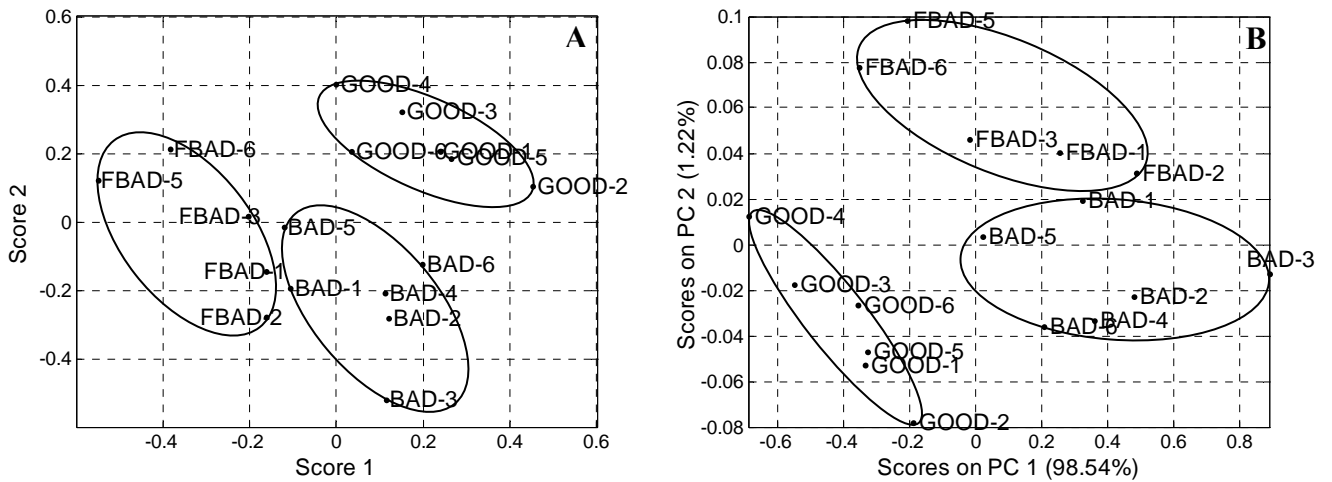 A
0.6
0.4
0.2
0
-0.2
-0.4
Score 2
GOOD-4
GOOD-3
GOOD-6
GOOD-1
GOOD-5
GOOD-2
FBAD-6
FBAD-5
FBAD-3
FBAD-1
FBAD-2
BAD-5
BAD-6
BAD-1
BAD-4
BAD-2
BAD-3
-0.4
-0.2
0
0.2
0.4
0.6
Score 1
B
0.1
0.08
0.06
0.04
0.02
0
-0.02
-0.04
-0.06
-0.08
Scores on PC 2 (1.22%)
FBAD-5
FBAD-6
FBAD-3
FBAD-1
FBAD-2
BAD-1
GOOD-4
BAD-5
BAD-3
GOOD-3
BAD-2
GOOD-6
BAD-4
BAD-6
GOOD-5
GOOD-1
GOOD-2
-0.6
-0.4
-0.2
0
0.2
0.4
0.6
0.8
Scores on PC 1 (98.54%)